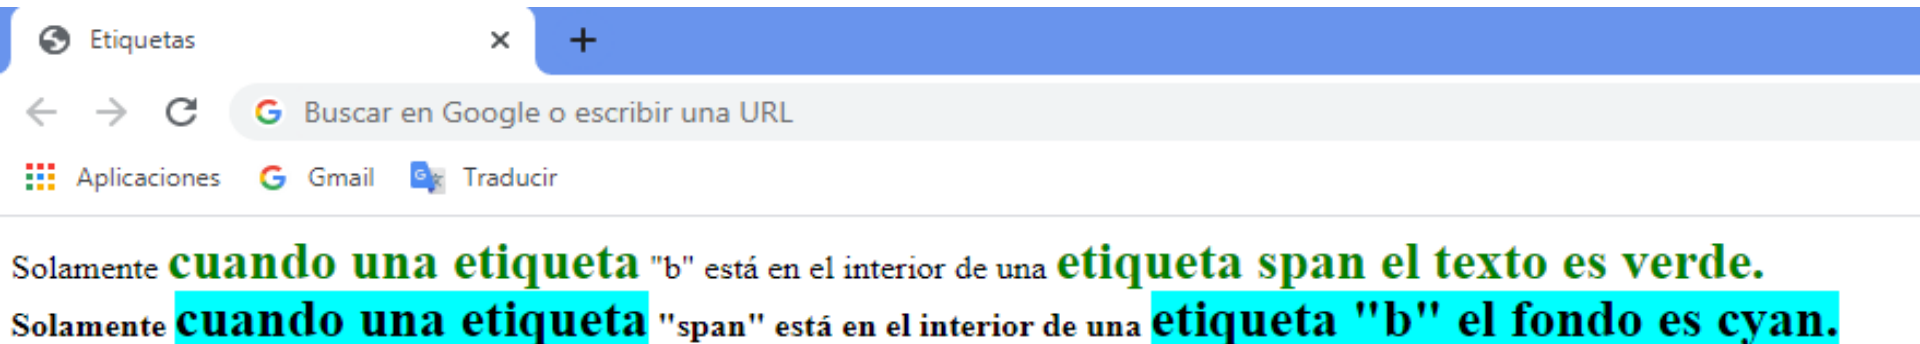 Etiquetas
Buscar en Google o escribir una URL
Aplicaciones Gmail Traducir
Solamente cuando una etiqueta "b" está en el interior de una etiqueta span el texto es verde.
Solamente cuando una etiqueta "span" está en el interior de una etiqueta "b" el fondo es cyan.